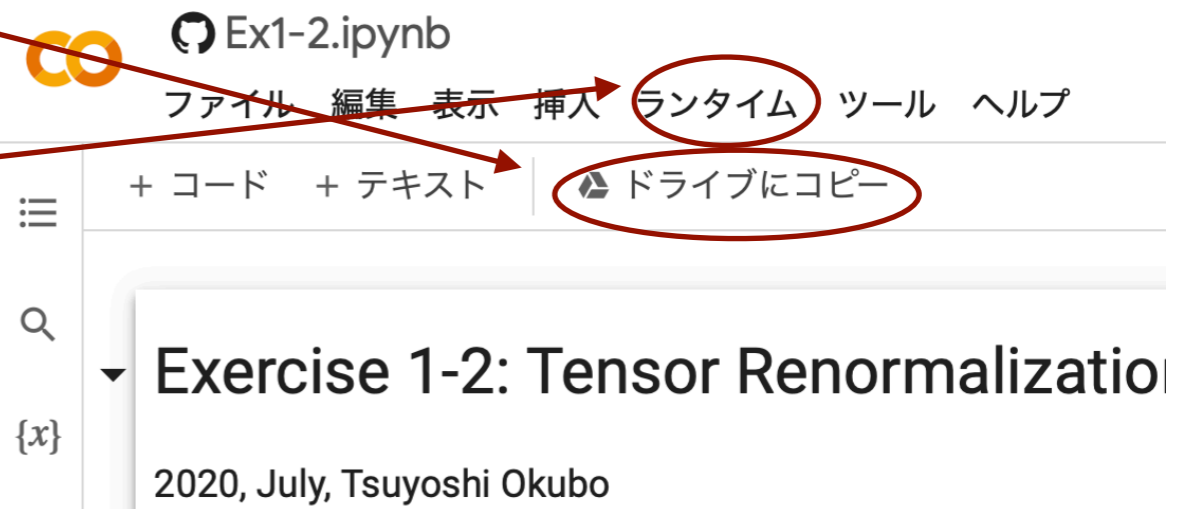 Ex1-2.ipynb
ファイル 編集 表示 挿入 ランタイム ツール ヘルプ
+ コード + テキスト ドライブにコピー
Exercise 1-2: Tensor Renormalization
{x}
2020, July, Tsuyoshi Okubo